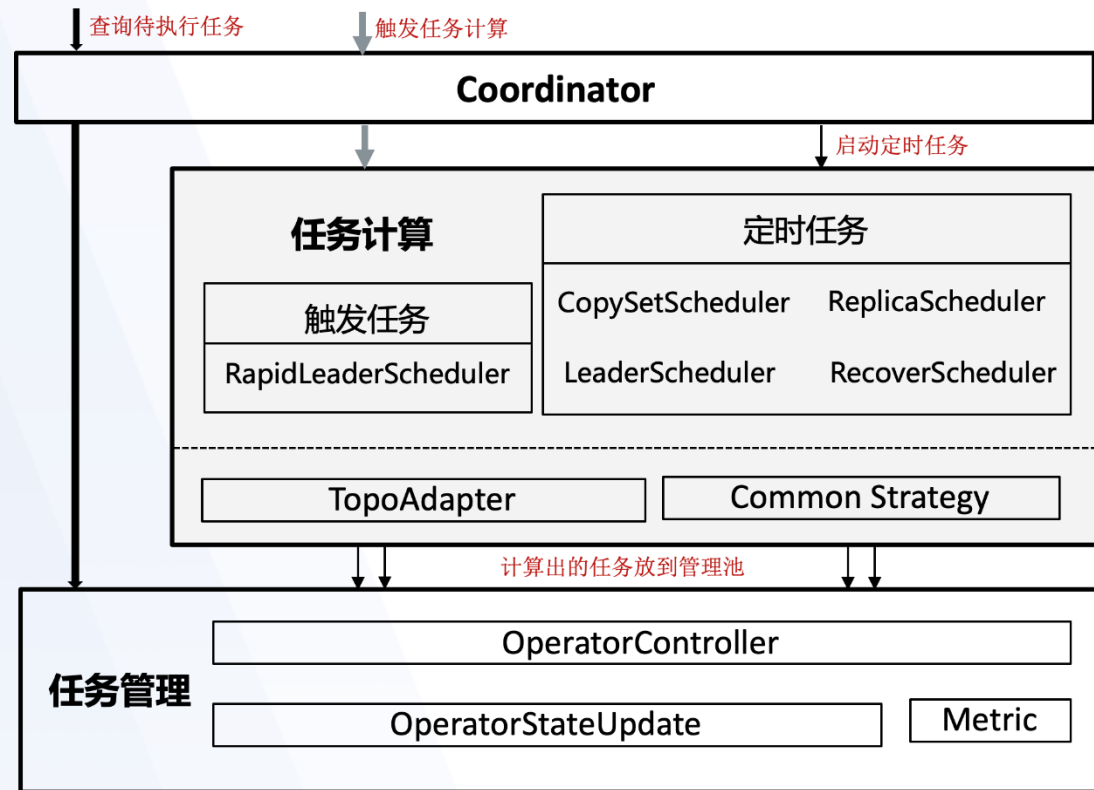 查询待执行任务
触发任务计算
Coordinator
启动定时任务
任务计算
定时任务
触发任务
CopySetScheduler
ReplicaScheduler
RapidLeaderScheduler
LeaderScheduler
RecoverScheduler
TopoAdapter
Common Strategy
计算出的任务放到管理池
任务管理
OperatorController
OperatorStateUpdate
Metric